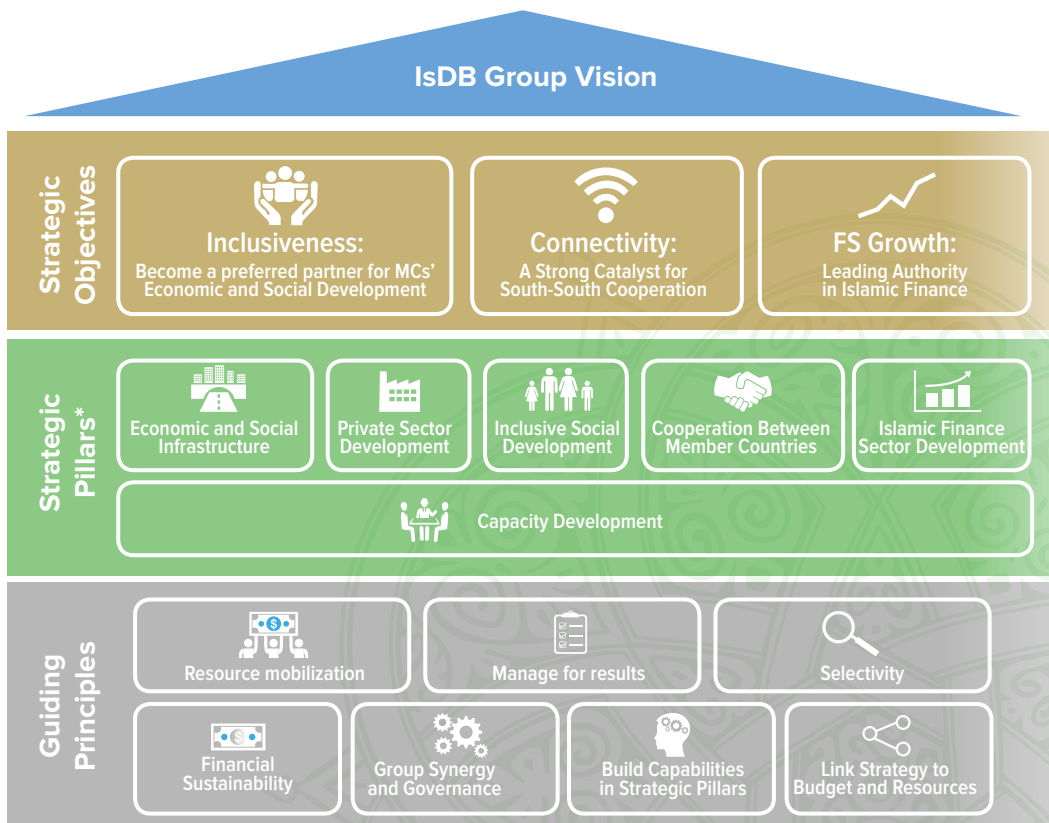 IsDB Group Vision
Strategic
Objectives
Inclusiveness:
Become a preferred partner for MCs'
Economic and Social Development
Connectivity:
A Strong Catalyst for
South-South Cooperation
FS Growth:
Leading Authority
in Islamic Finance
Strategic
Pillars*
Economic and Social
Infrastructure
Private Sector
Development
Inclusive Social
Development
Cooperation Between
Member Countries
Islamic Finance
Sector Development
Capacity Development
Guiding
Principles
Resource mobilization
Manage for results
Selectivity
Financial
Sustainability
Group Synergy
and Governance
Build Capabilities
in Strategic Pillars
Link Strategy to
Budget and Resources